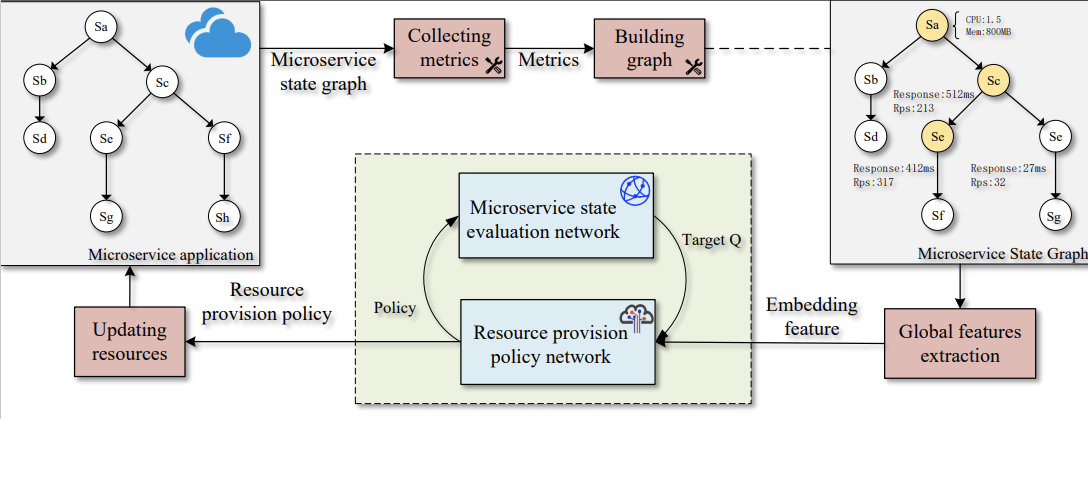 Sa
Sb
Sc
Sd
Se
Sf
Sg
Sh
Microservice application
Microservice
state graph
Collecting
metrics
Metrics
Building
graph
Sa
CPU:1.5
Mem:800MB
Sb
Sc
Response:512ms
Rps:213
Sd
Se
Se
Response:412ms
Rps:317
Response:27ms
Rps:32
Sf
Sg
Microservice State Graph
Microservice state
evaluation network
Target Q
Policy
Resource provision
policy network
Embedding
feature
Global features
extraction
Resource
provision policy
Updating
resources